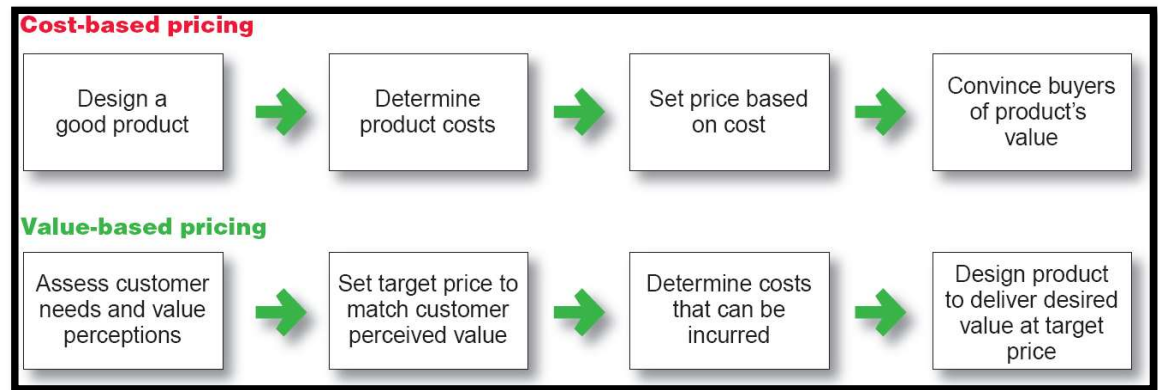 Cost-based pricing
Design a
good product
Determine
product costs
Set price based
on cost
Convince buyers
of product's
value
Value-based pricing
Assess customer
needs and value
perceptions
Set target price to
match customer
perceived value
Determine costs
that can be
incurred
Design product
to deliver desired
value at target
price